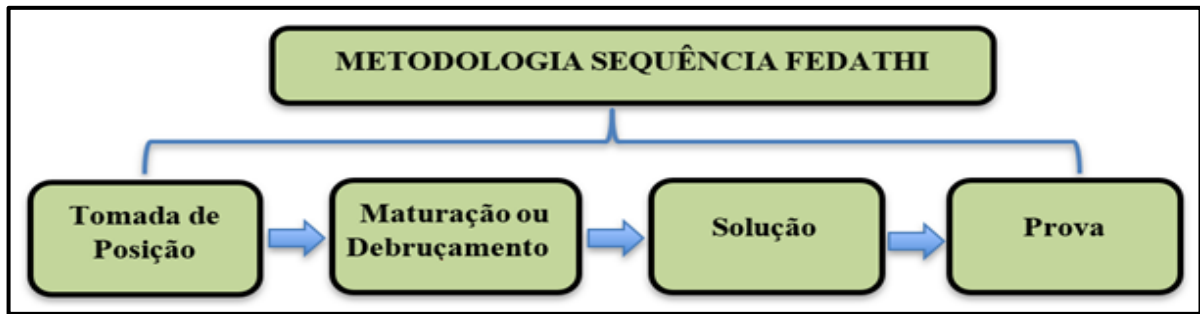 METODOLOGIA SEQUÊNCIA FEDATHI
Tomada de
Posição
Maturação ou
Debruçamento
Solução
Prova